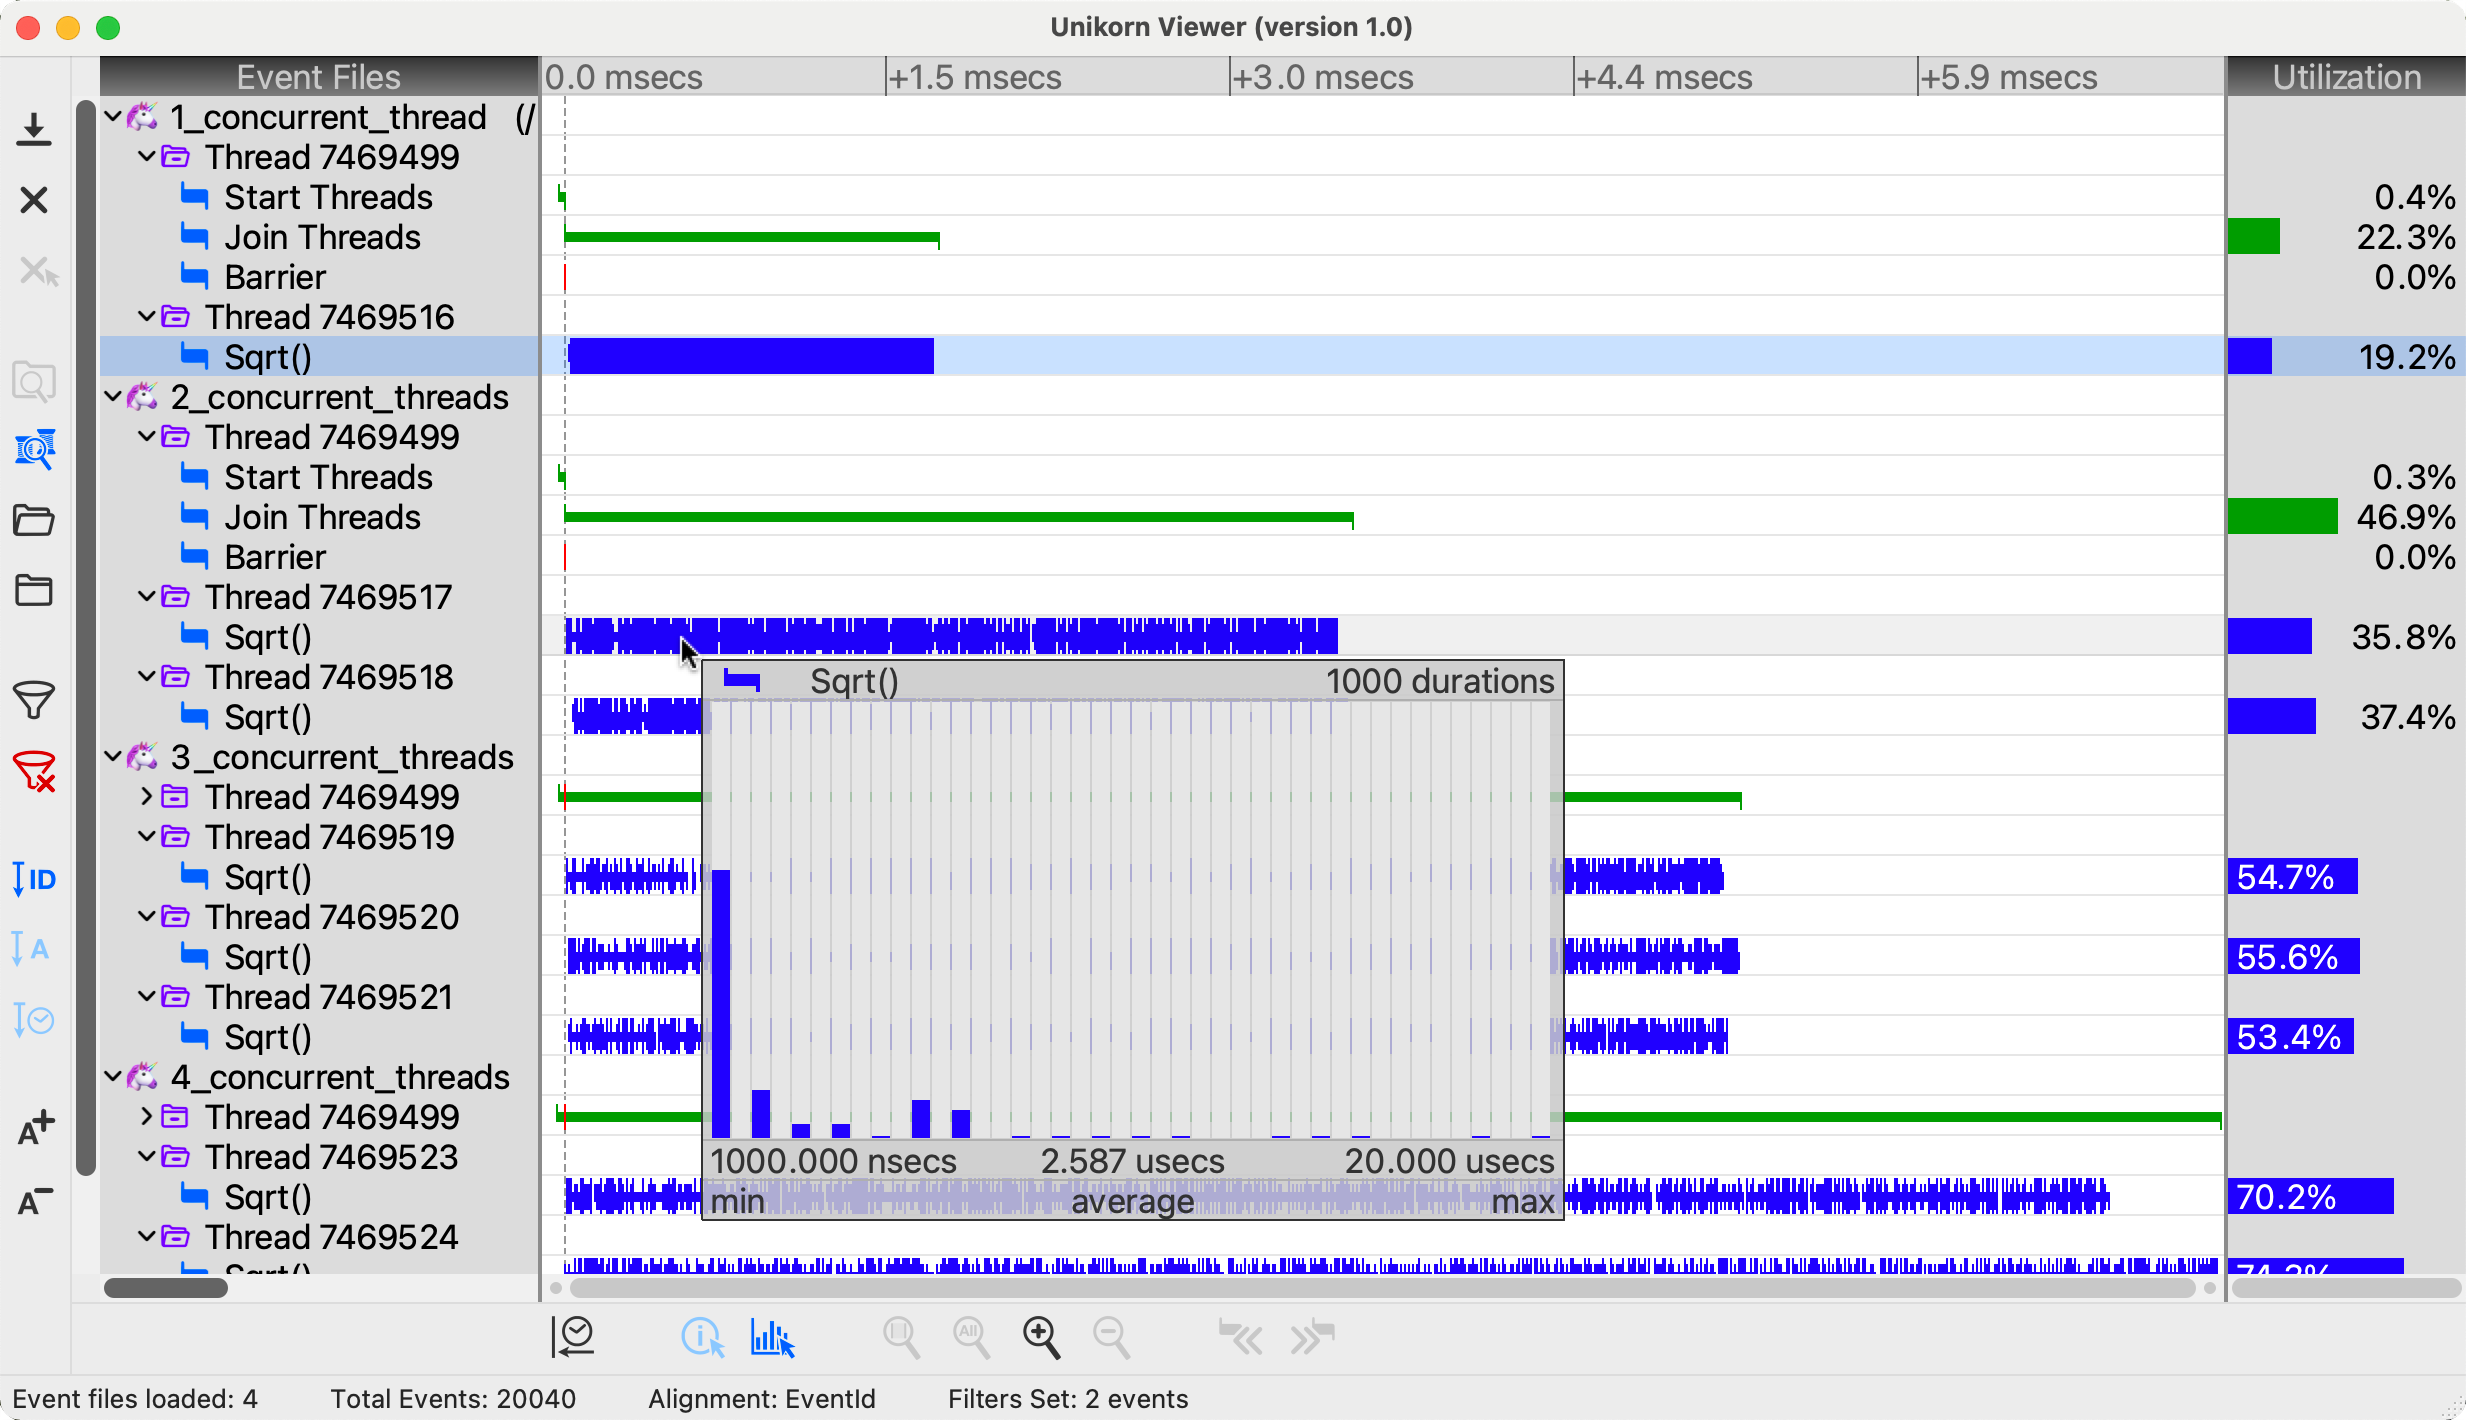 Unikorn Viewer (version 1.0)
Event Files
0.0 msecs
+1.5 msecs
+3.0 msecs
+4.4 msecs
+5.9 msecs
Utilization
1_concurrent_thread (/
Thread 7469499
Start Threads
0.4%
Join Threads
22.3%
Barrier
0.0%
Thread 7469516
Sqrt()
19.2%
2_concurrent_threads
Thread 7469499
Start Threads
0.3%
Join Threads
46.9%
Barrier
0.0%
Thread 7469517
Sqrt()
35.8%
Thread 7469518
Sqrt()
37.4%
3_concurrent_threads
Thread 7469499
Thread 7469519
Sqrt()
54.7%
Thread 7469520
Sqrt()
55.6%
Thread 7469521
Sqrt()
53.4%
4_concurrent_threads
Thread 7469499
Thread 7469523
Sqrt()
70.2%
Thread 7469524
Sqrt()
Sqrt()
1000 durations
1000.000 nsecs
2.587 usecs
20.000 usecs
min
average
max
ID
A
A+
A-
All
Event files loaded: 4
Total Events: 20040
Alignment: EventId
Filters Set: 2 events